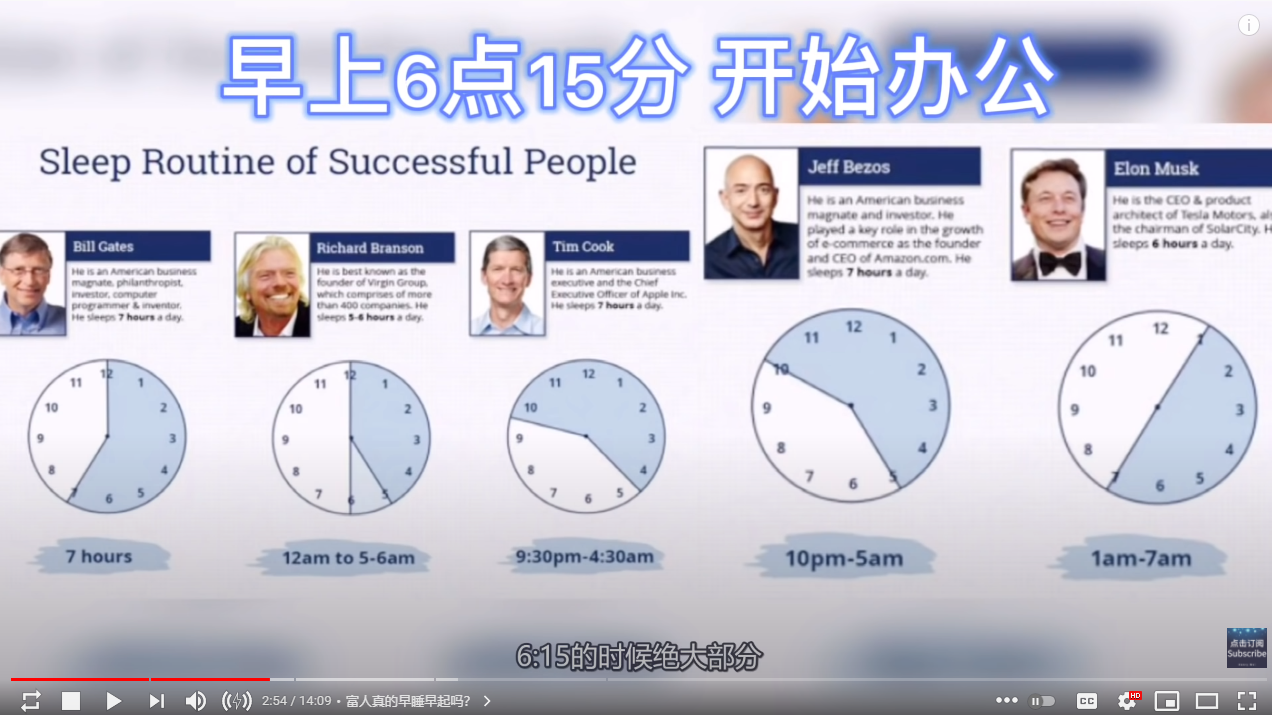 早上6点15分 开始办公
Sleep Routine of Successful People
Bill Gates
He is an American business
magnate, philanthropist,
investor, computer
programmer & inventor.
He sleeps 7 hours a day.
12
1
2
3
4
5
6
7
8
9
10
11
7 hours
Richard Branson
He is best known as the
founder of Virgin Group,
which comprises of more
than 400 companies. He
sleeps 5-6 hours a day.
12
1
2
3
4
5
6
7
8
9
10
11
12am to 5-6am
Tim Cook
He is an American business
executive and the Chief
Executive Officer of Apple Inc.
He sleeps 7 hours a day.
12
1
2
3
4
5
6
7
8
9
10
11
9:30pm-4:30am
Jeff Bezos
He is an American business
magnate and investor. He
played a key role in the growth
of e-commerce as the founder
and CEO of Amazon.com. He
sleeps 7 hours a day.
12
1
2
3
4
5
6
7
8
9
10
11
10pm-5am
Elon Musk
He is the CEO & product
architect of Tesla Motors, als
the chairman of SolarCity. H
sleeps 6 hours a day.
12
1
2
3
4
5
6
7
8
9
10
11
1am-7am
6:15的时候绝大部分
点击订阅
Subscribe
2:54 / 14:09 • 富人真的早睡早起吗?
CC
HD